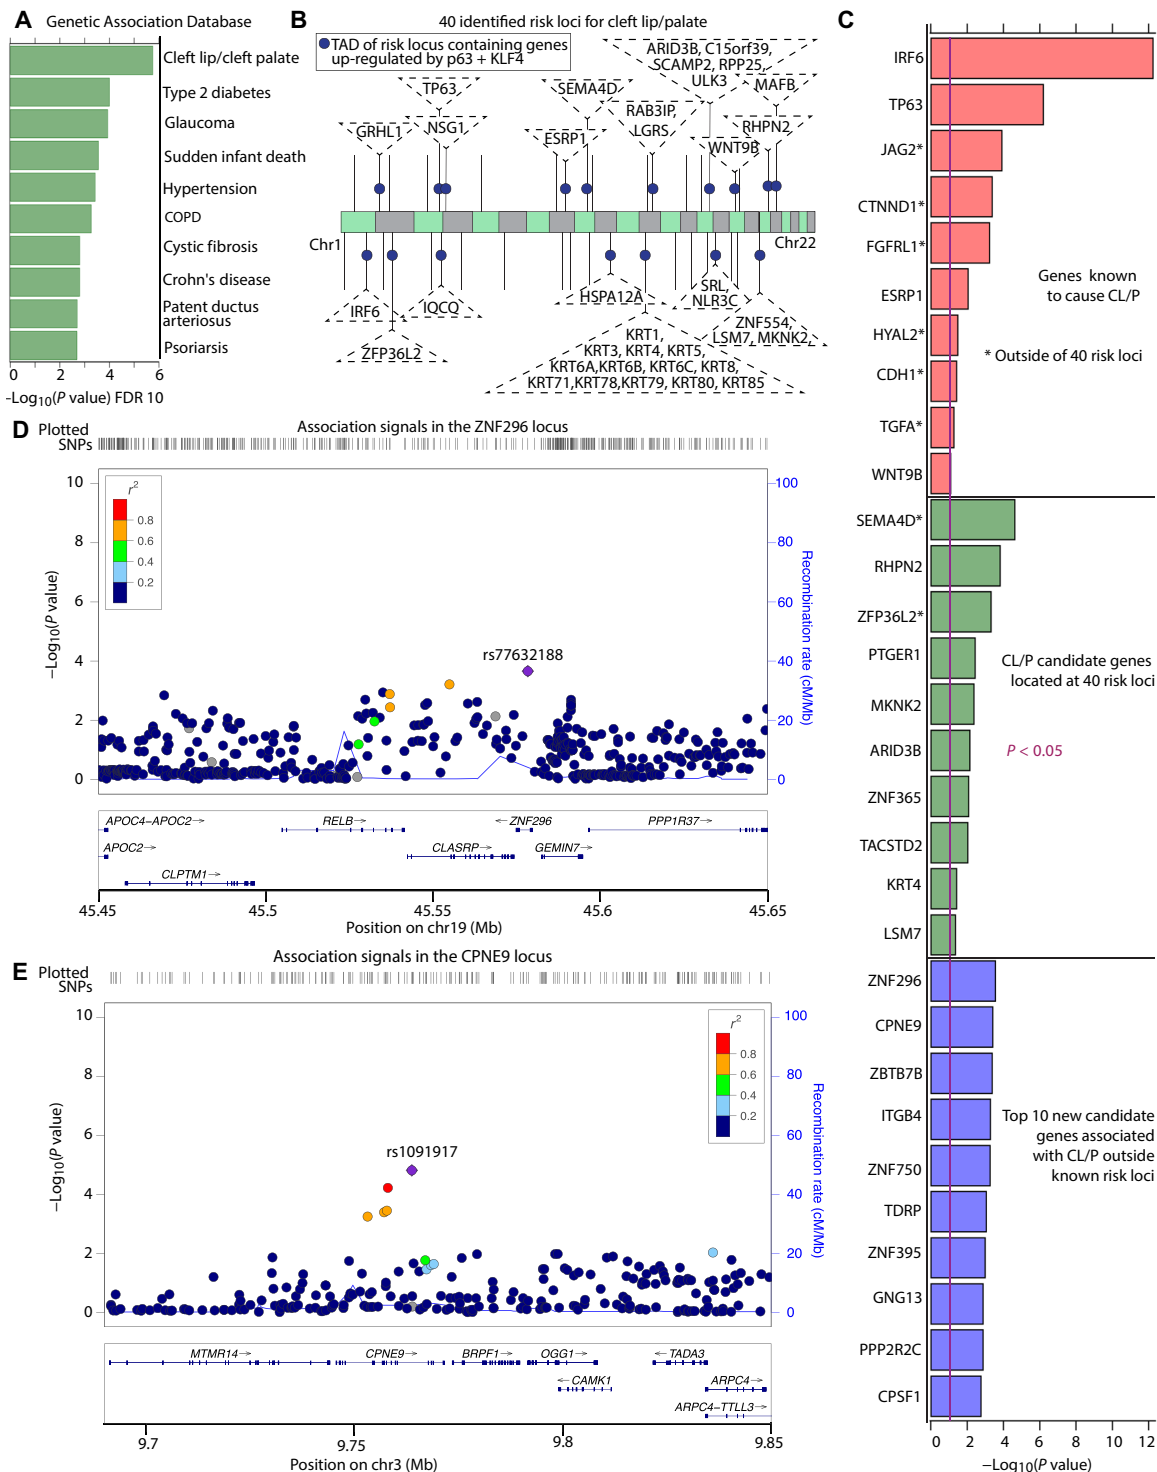 A
Genetic Association Database
Cleft lip/cleft palate
Type 2 diabetes
Glaucoma
Sudden infant death
Hypertension
COPD
Cystic fibrosis
Crohn's disease
Patent ductus
arteriosus
Psoriarsis
0 2 4 6
-Log10(P value) FDR 10
B
40 identified risk loci for cleft lip/palate
TAD of risk locus containing genes
up-regulated by p63 + KLF4
ARID3B, C15orf39,
SCAMP2, RPP25,
ULK3
TP63
SEMA4D
MAFB
RAB3IP,
LGRS
GRHL1
NSG1
ESRP1
WNT9B
RHPN2
Chr1
Chr22
IRF6
IQCQ
HSPA12A
SRL,
NLR3C
ZFP36L2
KRT1,
KRT3, KRT4, KRT5,
KRT6A,KRT6B, KRT6C, KRT8,
KRT71,KRT78,KRT79, KRT80, KRT85
ZNF554,
LSM7, MKNK2,
C
IRF6
TP63
JAG2*
CTNND1*
FGFRL1*
ESRP1
HYAL2*
CDH1*
TGFA*
WNT9B
Genes known
to cause CL/P
* Outside of 40 risk loci
SEMA4D*
RHPN2
ZFP36L2*
PTGER1
MKNK2
ARID3B
ZNF365
TACSTD2
KRT4
LSM7
CL/P candidate genes
located at 40 risk loci
P < 0.05
ZNF296
CPNE9
ZBTB7B
ITGB4
ZNF750
TDRP
ZNF395
GNG13
PPP2R2C
CPSF1
Top 10 new candidate
genes associated
with CL/P outside
known risk loci
0 2 4 6 8 10 12
−Log10(P value)
D
Association signals in the ZNF296 locus
Plotted
SNPs
r2
0.8
0.6
0.4
0.2
10
8
6
4
2
0
−Log10(P value)
100
80
60
40
20
0
Recombination rate (cM/Mb)
rs77632188
APOC4−APOC2→
RELB→
←ZNF296
PPP1R37→
APOC2→
CLASRP→
GEMIN7→
CLPTM1→
45.45 45.5 45.55 45.6 45.65
Position on chr19 (Mb)
E
Association signals in the CPNE9 locus
Plotted
SNPs
r2
0.8
0.6
0.4
0.2
10
8
6
4
2
0
−Log10(P value)
100
80
60
40
20
0
Recombination rate (cM/Mb)
rs1091917
MTMR14→
CPNE9→
BRPF1→
OGG1→
←TADA3
←CAMK1
ARPC4→
ARPC4−TTLL3→
9.7 9.75 9.8 9.85
Position on chr3 (Mb)